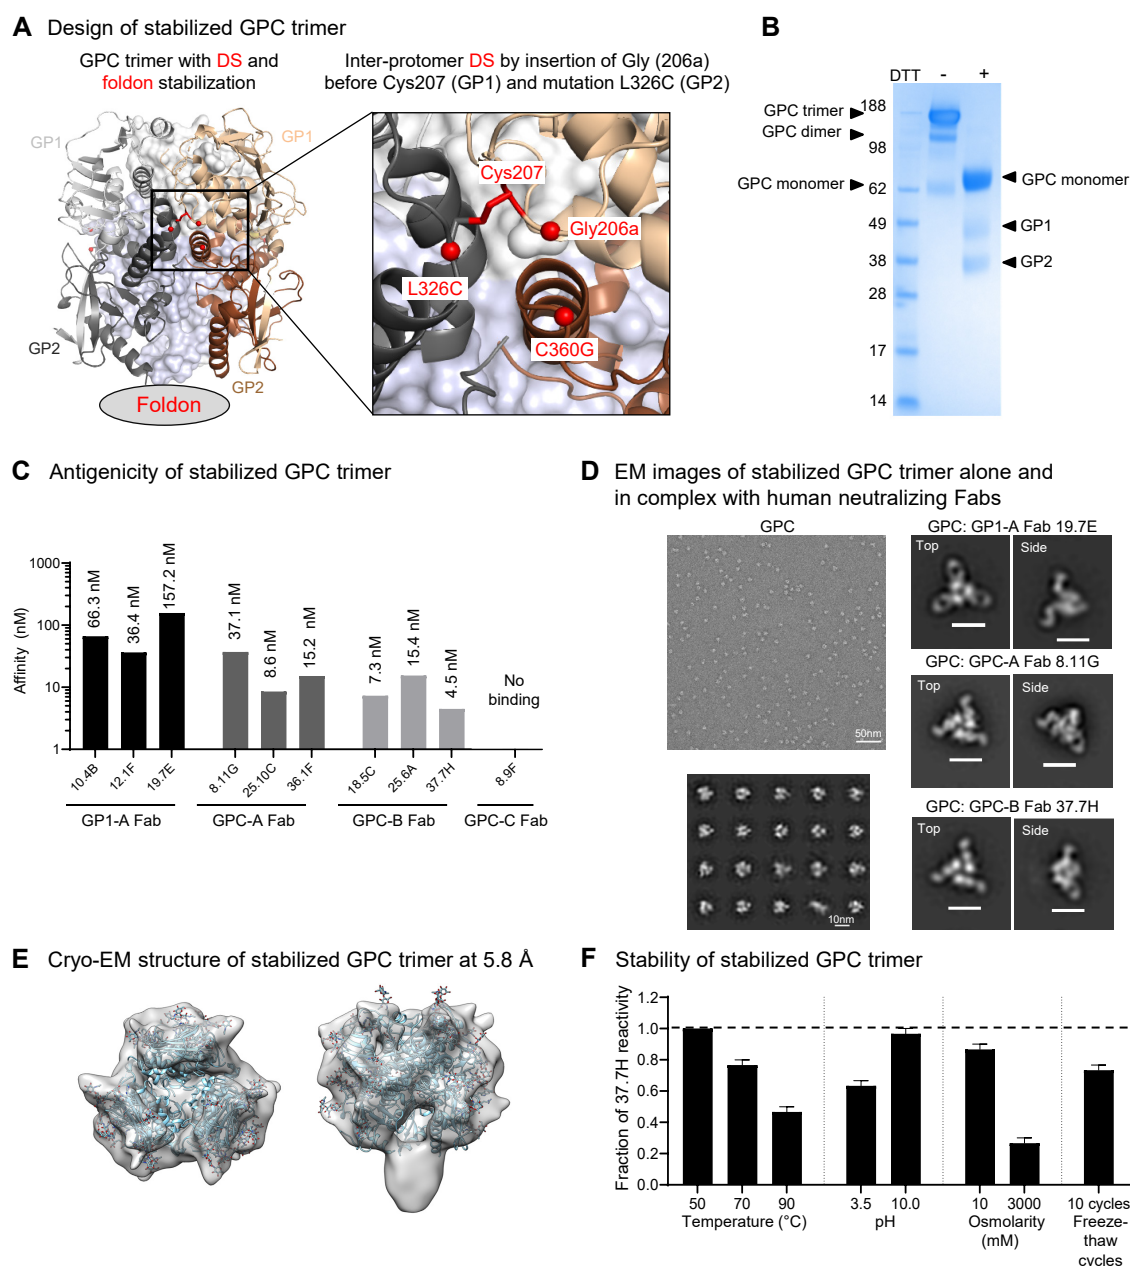 A Design of stabilized GPC trimer
GPC trimer with DS and
foldon stabilization
Inter-protomer DS by insertion of Gly (206a)
before Cys207 (GP1) and mutation L326C (GP2)
GP1
GP1
GP2
GP2
Foldon
Cys207
Gly206a
L326C
C360G
B
DTT - +
GPC trimer
GPC dimer
GPC monomer
188
98
62
49
38
28
17
14
GPC monomer
GP1
GP2
C Antigenicity of stabilized GPC trimer
Affinity (nM)
1000
100
10
1
66.3 nM
36.4 nM
157.2 nM
37.1 nM
8.6 nM
15.2 nM
7.3 nM
15.4 nM
4.5 nM
No
binding
10.4B
12.1F
19.7E
8.11G
25.10C
36.1F
18.5C
25.6A
37.7H
8.9F
GP1-A Fab
GPC-A Fab
GPC-B Fab
GPC-C Fab
D EM images of stabilized GPC trimer alone and
in complex with human neutralizing Fabs
GPC
50nm
10nm
GPC: GP1-A Fab 19.7E
Top
Side
GPC: GPC-A Fab 8.11G
Top
Side
GPC: GPC-B Fab 37.7H
Top
Side
E Cryo-EM structure of stabilized GPC trimer at 5.8 Å
F Stability of stabilized GPC trimer
Fraction of 37.7H reactivity
1.2
1.0
0.8
0.6
0.4
0.2
0.0
50 70 90
Temperature (°C)
3.5 10.0
pH
10 3000
Osmolarity
(mM)
10 cycles
Freeze-
thaw
cycles